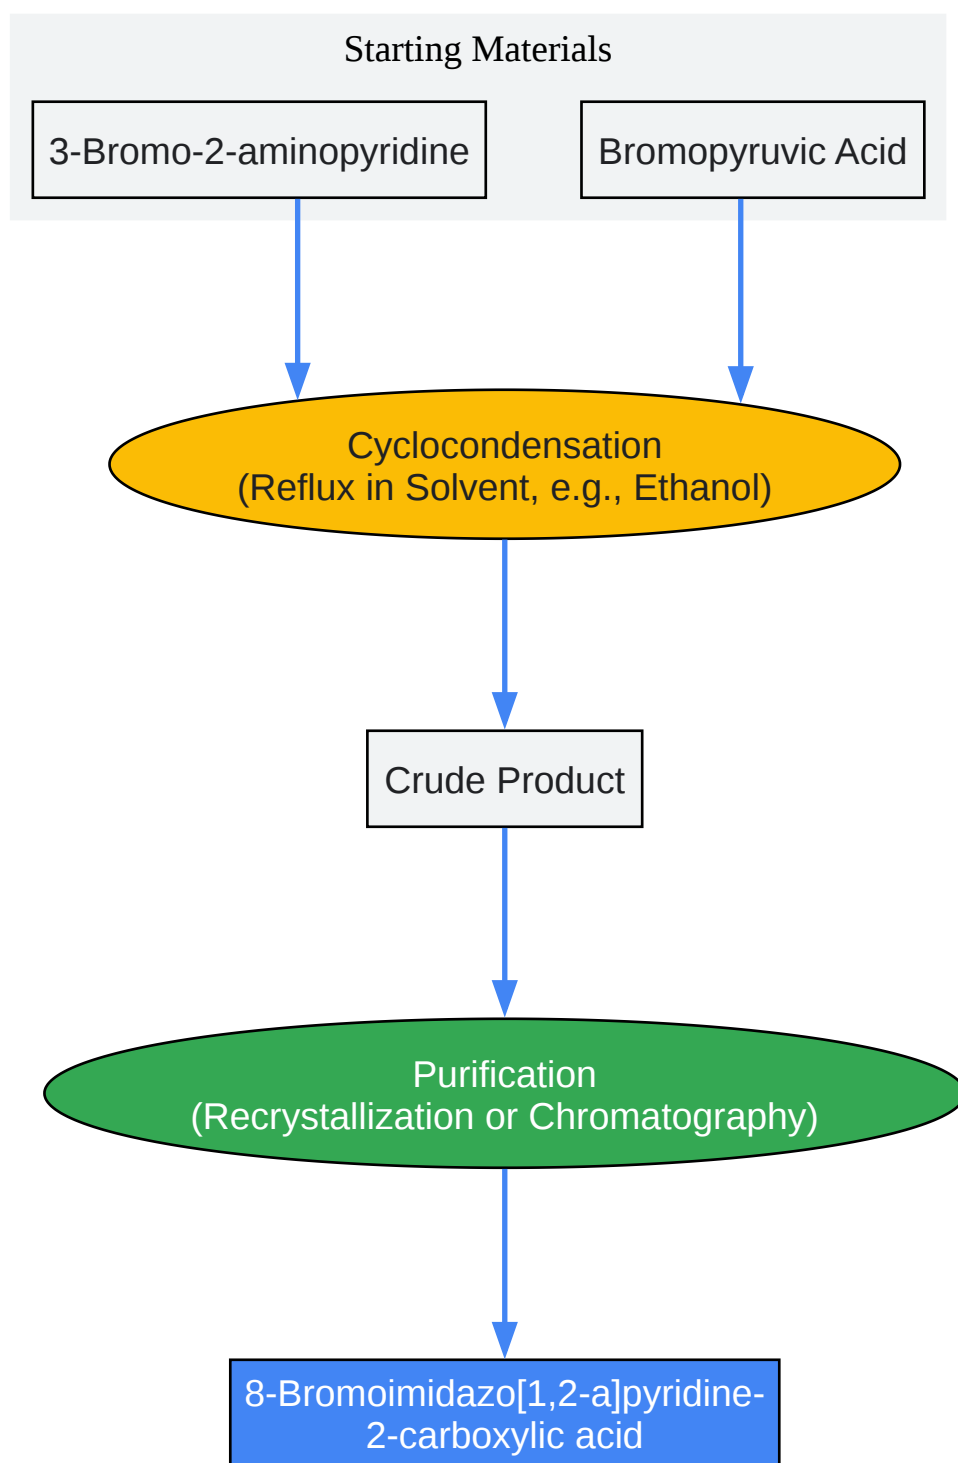 Starting Materials
3-Bromo-2-aminopyridine
Bromopyruvic Acid
Cyclocondensation
(Reflux in Solvent, e.g., Ethanol)
Crude Product
Purification
(Recrystallization or Chromatography)
8-Bromoimidazo[1,2-a]pyridine-
2-carboxylic acid